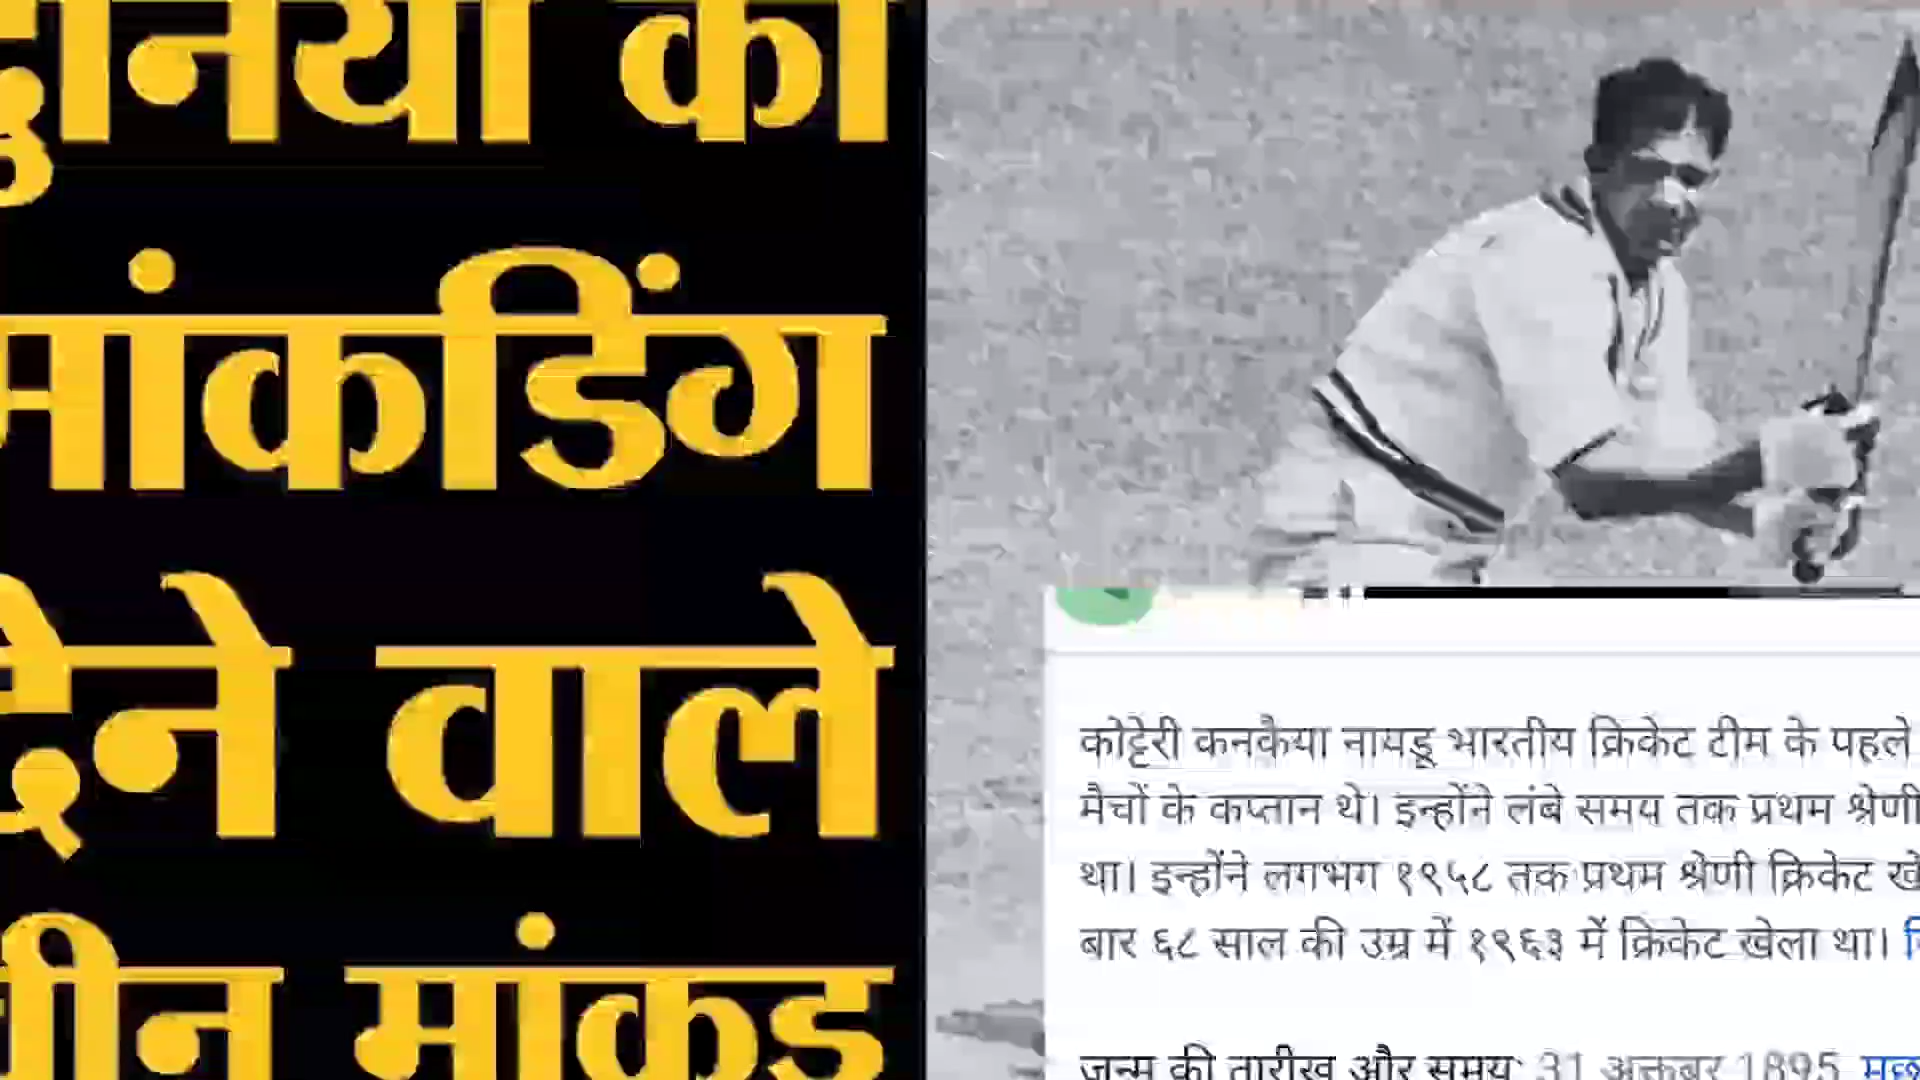 दुनिया को
मांकडिंग
देने वाले
वीन मांकड
कोट्टेरी कनकैया नायडू भारतीय क्रिकेट टीम के पहले
मैचों के कप्तान थे। इन्होंने लंबे समय तक प्रथम श्रेणी
था। इन्होंने लगभग १९५८ तक प्रथम श्रेणी क्रिकेट खे
बार ६८ साल की उम्र में १९६३ में क्रिकेट खेला था।
जन्म की तारीख और समय: 31 अक्तूबर 1895